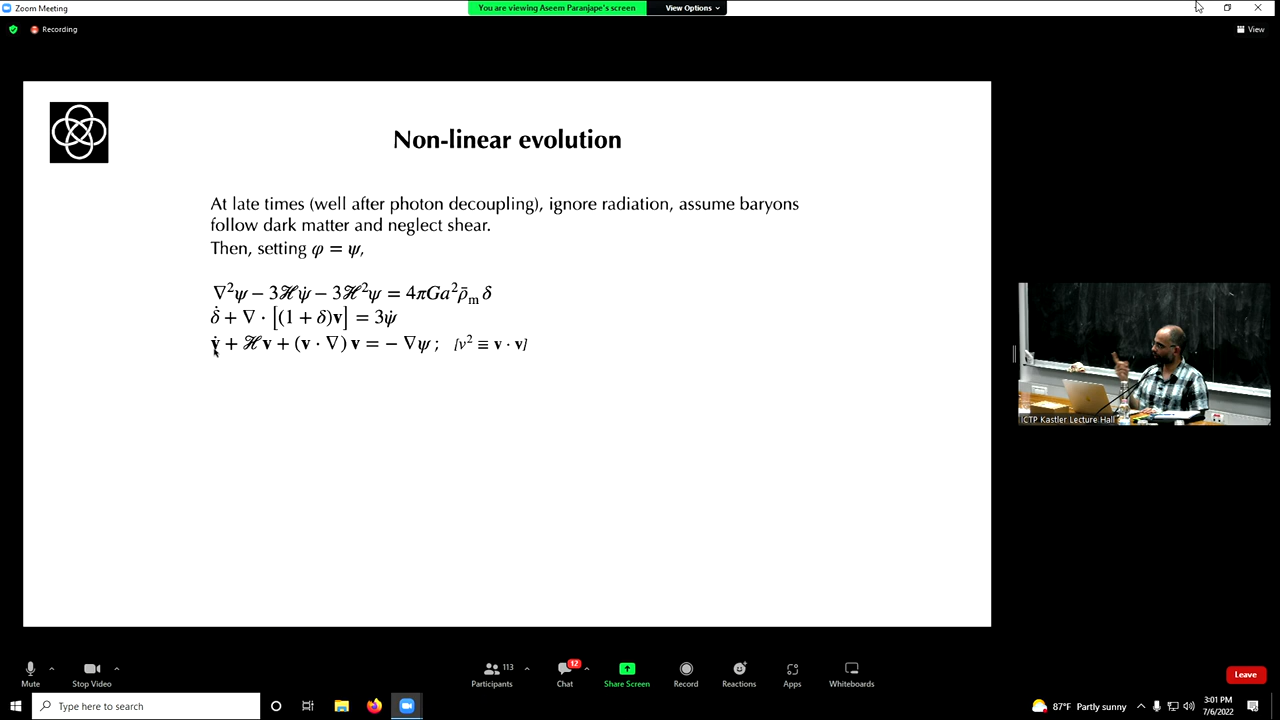 Zoom Meeting
You are viewing Aseem Paranjape's screen
View Options
Recording
View
Non-linear evolution
At late times (well after photon decoupling), ignore radiation, assume baryons
follow dark matter and neglect shear.
Then, setting φ = ψ,
∇²ψ − 3ℋψ̇ − 3ℋ²ψ = 4πGa²ρ̄ₘ δ
δ̇ + ∇ · [(1 + δ)v] = 3ψ̇
v̇ + ℋv + (v · ∇) v = − ∇ψ ; [v² ≡ v · v]
ICTP Kastler Lecture Hall
Mute
Stop Video
113
Participants
12
Chat
Share Screen
Record
Reactions
Apps
Whiteboards
Leave
Type here to search
87°F Partly sunny
3:01 PM
7/6/2022